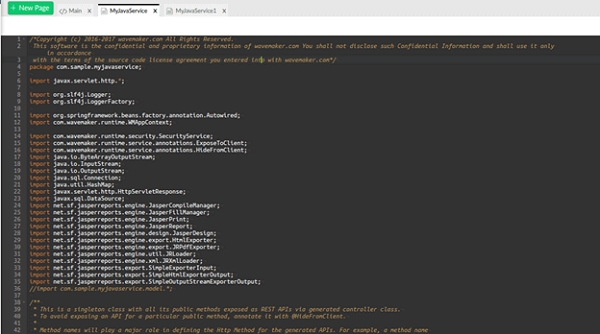 + New Page
</> Main ×
MyJavaService ×
MyJavaService1 ×
1 /*Copyright (c) 2016-2017 wavemaker.com All Rights Reserved.
2 This software is the confidential and proprietary information of wavemaker.com You shall not disclose such Confidential Information and shall use it only
in accordance
3 with the terms of the source code license agreement you entered into with wavemaker.com*/
4 package com.sample.myjavaservice;
5
6 import javax.servlet.http.*;
7
8 import org.slf4j.Logger;
9 import org.slf4j.LoggerFactory;
10
11 import org.springframework.beans.factory.annotation.Autowired;
12 import com.wavemaker.runtime.WMAppContext;
13
14 import com.wavemaker.runtime.security.SecurityService;
15 import com.wavemaker.runtime.service.annotations.ExposeToClient;
16 import com.wavemaker.runtime.service.annotations.HideFromClient;
17 import java.io.ByteArrayOutputStream;
18 import java.io.InputStream;
19 import java.io.OutputStream;
20 import java.sql.Connection;
21 import java.util.HashMap;
22 import javax.servlet.http.HttpServletResponse;
23 import javax.sql.DataSource;
24 import net.sf.jasperreports.engine.JasperCompileManager;
25 import net.sf.jasperreports.engine.JasperFillManager;
26 import net.sf.jasperreports.engine.JasperPrint;
27 import net.sf.jasperreports.engine.JasperReport;
28 import net.sf.jasperreports.engine.design.JasperDesign;
29 import net.sf.jasperreports.engine.export.HtmlExporter;
30 import net.sf.jasperreports.engine.export.JRPdfExporter;
31 import net.sf.jasperreports.engine.util.JRLoader;
32 import net.sf.jasperreports.engine.xml.JRXmlLoader;
33 import net.sf.jasperreports.export.SimpleExporterInput;
34 import net.sf.jasperreports.export.SimpleHtmlExporterOutput;
35 import net.sf.jasperreports.export.SimpleOutputStreamExporterOutput;
36 //import com.sample.myjavaservice.model.*;
37
38 /**
39 * This is a singleton class with all its public methods exposed as REST APIs via generated controller class.
40 * To avoid exposing an API for a particular public method, annotate it with @HideFromClient.
41 *
42 * Method names will play a major role in defining the Http Method for the generated APIs. For example, a method name